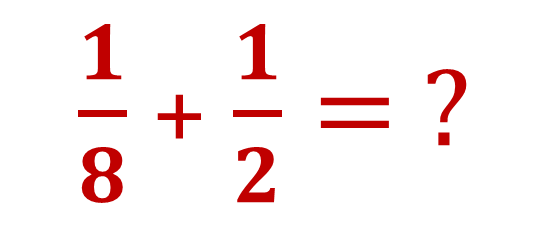 1/8 + 1/2 = ?